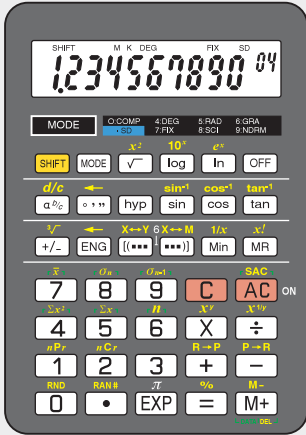 SHIFT M K DEG FIX SD
1.234567890 04
MODE 0:COMP 4:DEG 5:RAD 6:GRA
· SD 7:FIX 8:SCI 9:NDRM
x² 10ˣ eˣ
SHIFT MODE √ log ln OFF
d/c ← sin-1 cos-1 tan-1
a b/c ° ’ ” hyp sin cos tan
³√ ← X↔Y 6 X↔M 1/x x!
+/− ENG [(··· ···)] Min MR
x̄ σn σn-1 SAC
7 8 9 C AC ON
Σx² Σx n xʸ x¹/ʸ
4 5 6 X ÷
nPr nCr R→P P→R
1 2 3 + −
RND RAN# π % M−
0 • EXP = M+
DEL